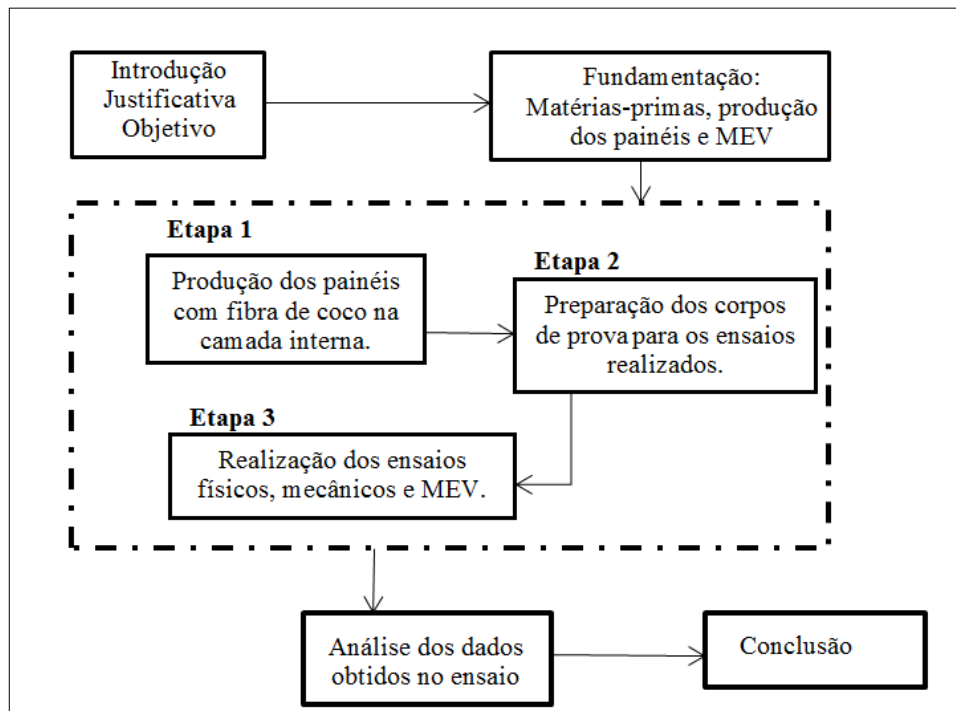 Introdução
Justificativa
Objetivo
Fundamentação:
Matérias-primas, produção
dos painéis e MEV
Etapa 1
Produção dos painéis
com fibra de coco na
camada interna.
Etapa 2
Preparação dos corpos
de prova para os ensaios
realizados.
Etapa 3
Realização dos ensaios
físicos, mecânicos e MEV.
Análise dos dados
obtidos no ensaio
Conclusão